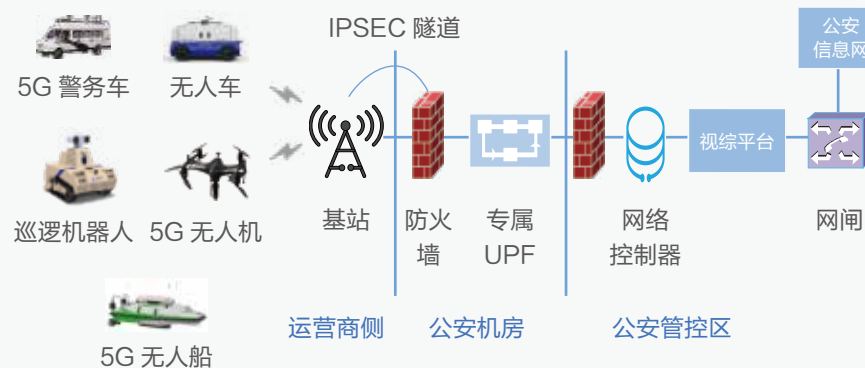 IPSEC 隧道
公安
信息网
5G 警务车
无人车
视综平台
巡逻机器人
5G 无人机
基站
防火
墙
专属
UPF
网络
控制器
网闸
5G 无人船
运营商侧
公安机房
公安管控区